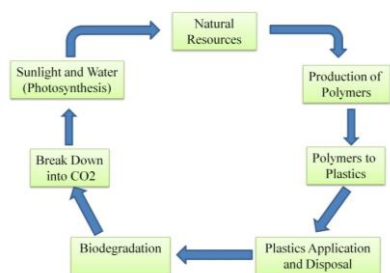 Natural
Resources
Production of
Polymers
Polymers to
Plastics
Plastics Application
and Disposal
Biodegradation
Break Down
into CO2
Sunlight and Water
(Photosynthesis)